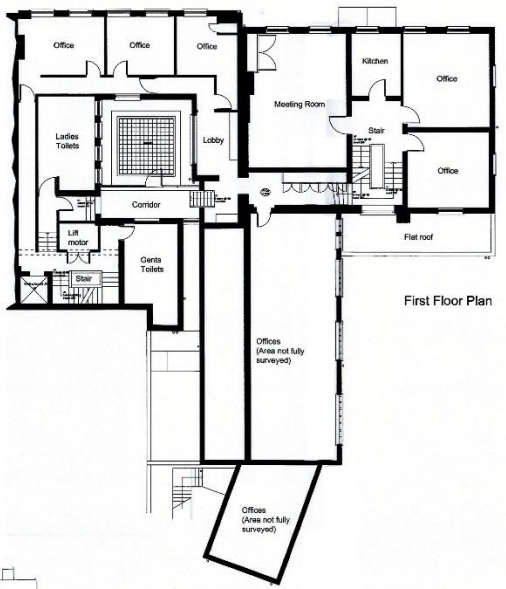 Office
Office
Office
Kitchen
Office
Meeting Room
Ladies
Toilets
Lobby
Stair
Office
Corridor
Lift
motor
Gents
Toilets
Flat roof
Stair
First Floor Plan
Offices
(Area not fully
surveyed)
Offices
(Area not fully
surveyed)